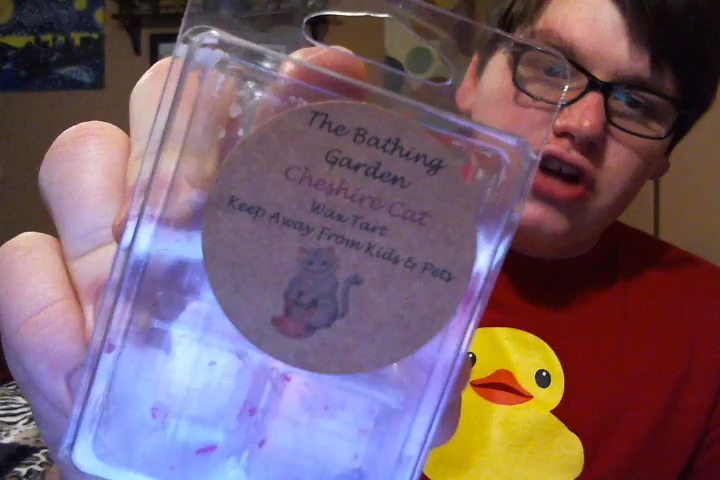 The Bathing
Garden
Cheshire Cat
Wax Tart
Keep Away From Kids & Pets